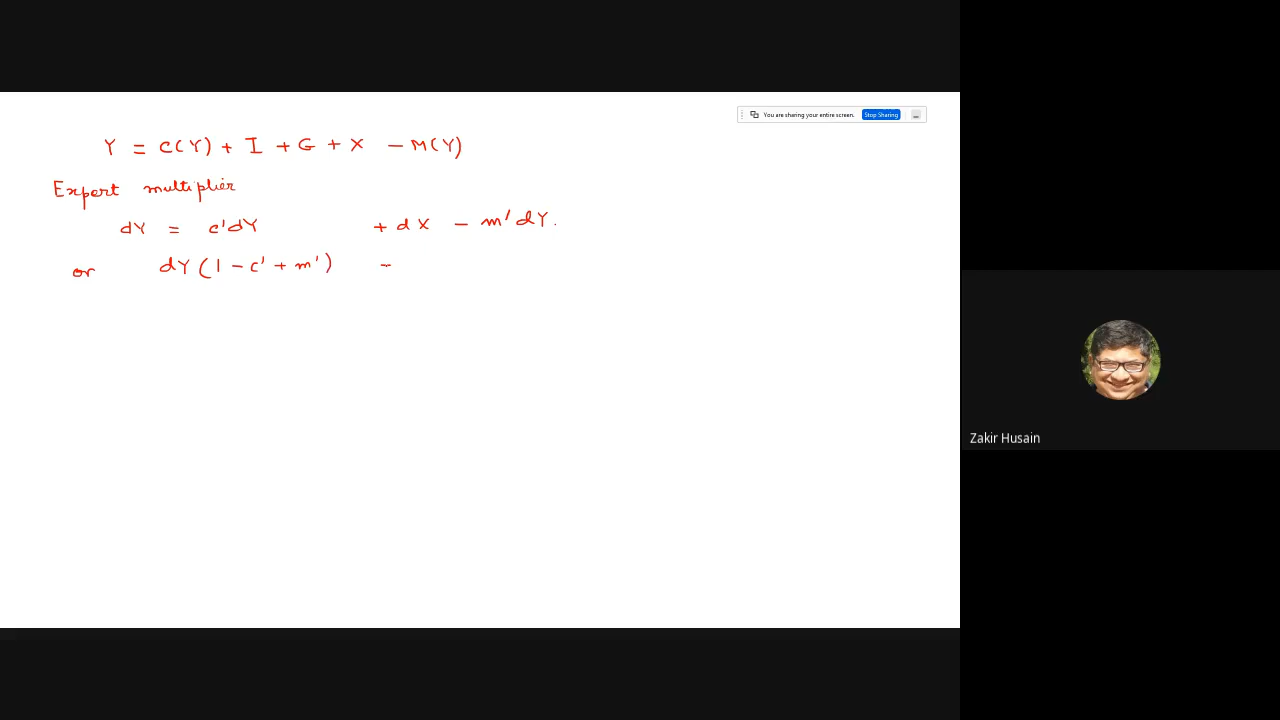 You are sharing your entire screen. Stop Sharing
Y = C(Y) + I + G + X - M(Y)
Export multiplier
dY = c'dY + dX - m'dY.
or dY(1 - c' + m') =
Zakir Husain